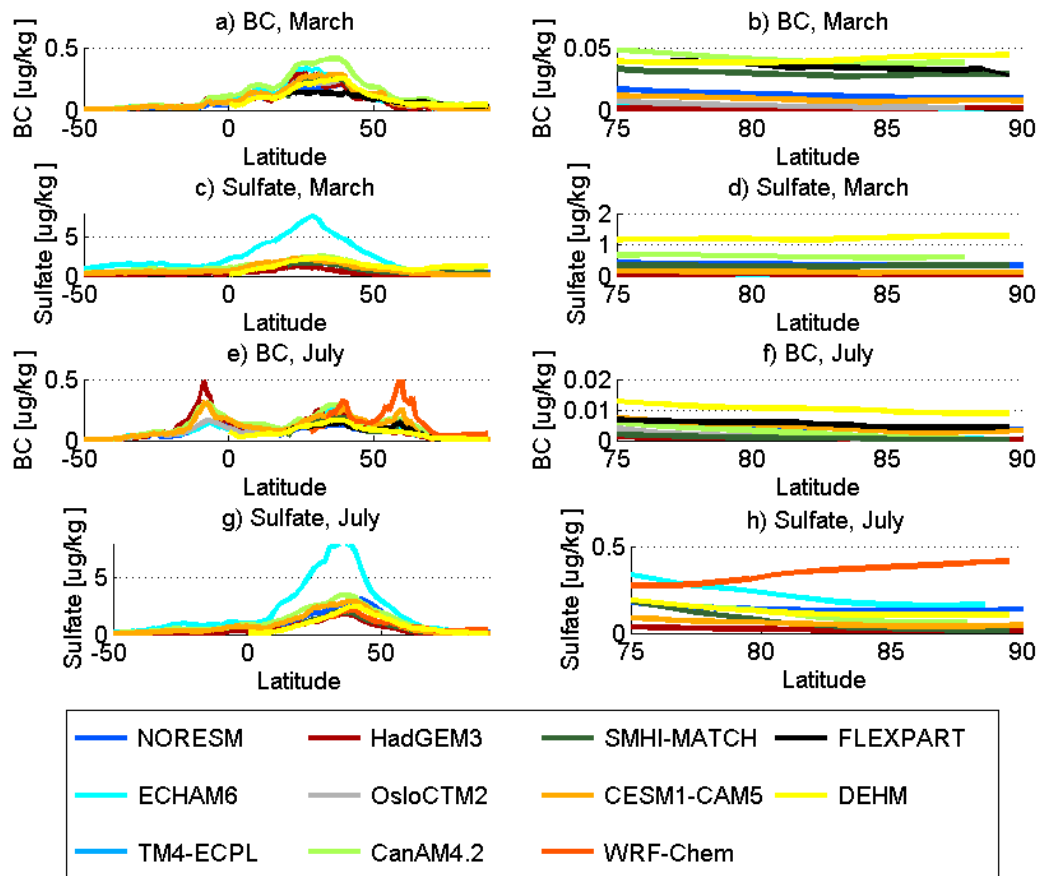 a) BC, March
BC [ug/kg ]
0.5
0
-50
0
50
Latitude
b) BC, March
BC [ug/kg ]
0.05
0
75
80
85
90
Latitude
c) Sulfate, March
Sulfate [ug/kg ]
5
0
-50
0
50
Latitude
d) Sulfate, March
Sulfate [ug/kg ]
2
1
0
75
80
85
90
Latitude
e) BC, July
BC [ug/kg ]
0.5
0
-50
0
50
Latitude
f) BC, July
BC [ug/kg ]
0.02
0.01
0
75
80
85
90
Latitude
g) Sulfate, July
Sulfate [ug/kg ]
5
0
-50
0
50
Latitude
h) Sulfate, July
Sulfate [ug/kg ]
0.5
0
75
80
85
90
Latitude
NORESM
HadGEM3
SMHI-MATCH
FLEXPART
ECHAM6
OsloCTM2
CESM1-CAM5
DEHM
TM4-ECPL
CanAM4.2
WRF-Chem